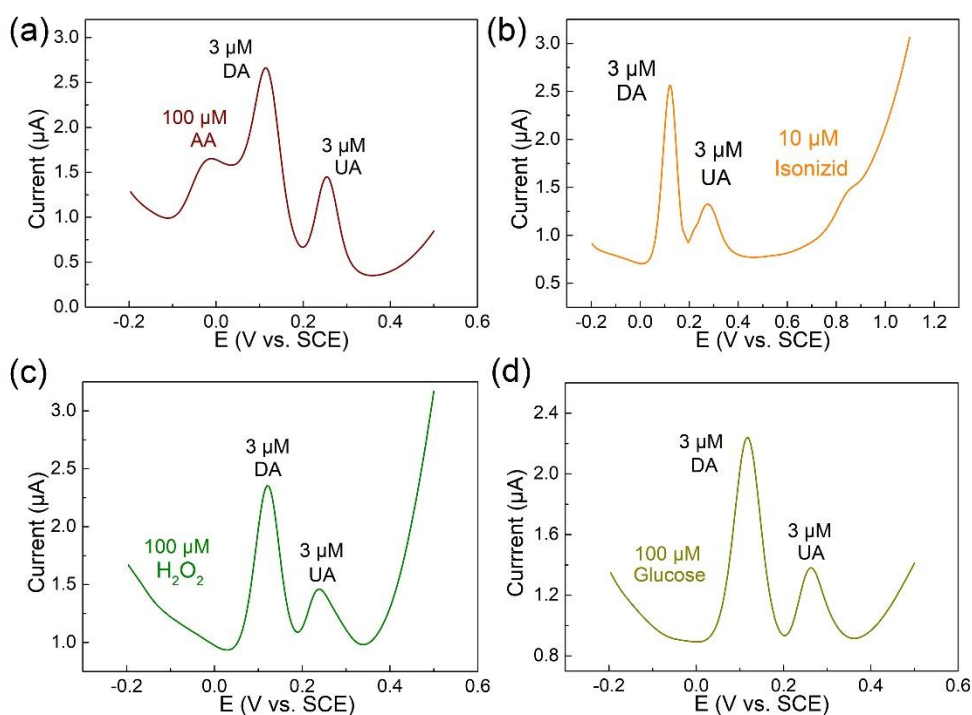 (a)
3.0
2.5
2.0
1.5
1.0
0.5
0.0
Current (µA)
3 µM
DA
100 µM
AA
3 µM
UA
-0.2
0.0
0.2
0.4
0.6
E (V vs. SCE)
(b)
3.0
2.5
2.0
1.5
1.0
0.5
Current (µA)
3 µM
DA
3 µM
UA
10 µM
Isonizid
-0.2
0.0
0.2
0.4
0.6
0.8
1.0
1.2
E (V vs. SCE)
(c)
3.0
2.5
2.0
1.5
1.0
Current (µA)
3 µM
DA
100 µM
H₂O₂
3 µM
UA
-0.2
0.0
0.2
0.4
0.6
E (V vs. SCE)
(d)
2.4
2.0
1.6
1.2
0.8
Currrent (µA)
3 µM
DA
3 µM
UA
100 µM
Glucose
-0.2
0.0
0.2
0.4
0.6
E (V vs. SCE)